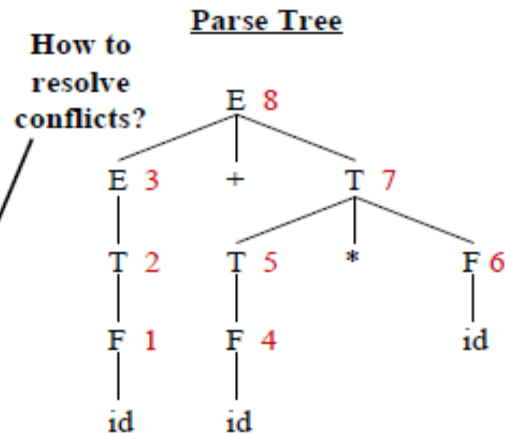 Parse Tree
How to
resolve
conflicts?
E 8
E 3 + T 7
T 2 T 5 * F 6
F 1 F 4 id
id id